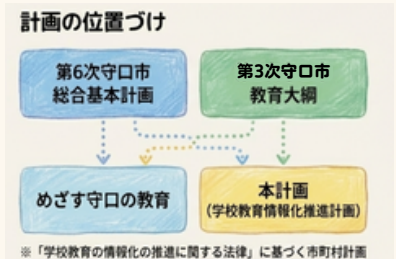 計画の位置づけ
第6次守口市
総合基本計画
第3次守口市
教育大綱
めざす守口の教育
本計画
(学校教育情報化推進計画)
※「学校教育の情報化の推進に関する法律」に基づく市町村計画